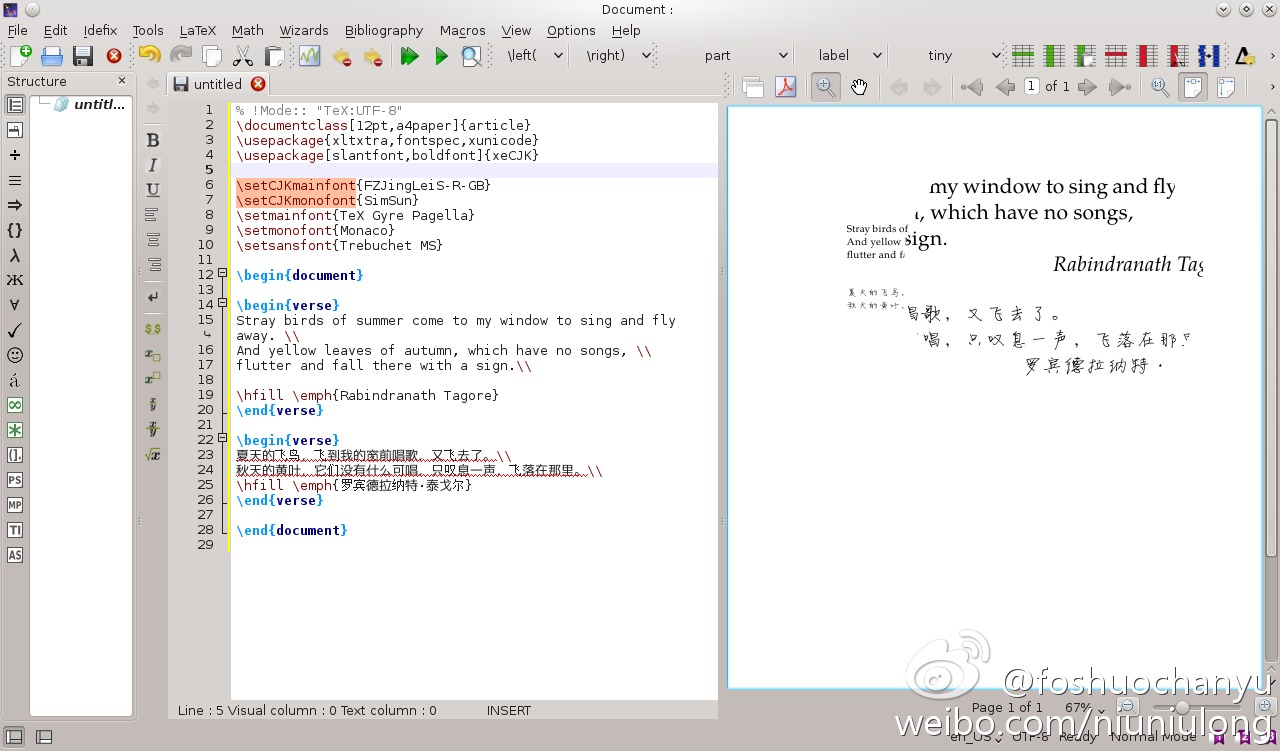 Document :
File Edit Idefix Tools LaTeX Math Wizards Bibliography Macros View Options Help
\left( \right) part label tiny
Structure
untitl...
untitled
1 of 1
B
I
U
PS
MP
TI
AS
1 % !Mode:: "TeX:UTF-8"
2 \documentclass[12pt,a4paper]{article}
3 \usepackage{xltxtra,fontspec,xunicode}
4 \usepackage[slantfont,boldfont]{xeCJK}
5
6 \setCJKmainfont{FZJingLeiS-R-GB}
7 \setCJKmonofont{SimSun}
8 \setmainfont{TeX Gyre Pagella}
9 \setmonofont{Monaco}
10 \setsansfont{Trebuchet MS}
11
12 \begin{document}
13
14 \begin{verse}
15 Stray birds of summer come to my window to sing and fly
away. \\
16 And yellow leaves of autumn, which have no songs, \\
17 flutter and fall there with a sign.\\
18
19 \hfill \emph{Rabindranath Tagore}
20 \end{verse}
21
22 \begin{verse}
23 夏天的飞鸟，飞到我的窗前唱歌，又飞去了。\\
24 秋天的黄叶，它们没有什么可唱，只叹息一声，飞落在那里。\\
25 \hfill \emph{罗宾德拉纳特·泰戈尔}
26 \end{verse}
27
28 \end{document}
29
my window to sing and fly
, which have no songs,
sign.
Rabindranath Tag
Stray birds of
And yellow
flutter and fa
夏天的飞鸟，
秋天的黄叶，
唱歌，又飞去了。
唱，只叹息一声，飞落在那
罗宾德拉纳特·
Line : 5 Visual column : 0 Text column : 0 INSERT
Page 1 of 1 67%
en_US UTF-8 Ready Normal Mode
@foshuochanyu
weibo.com/niuniulong